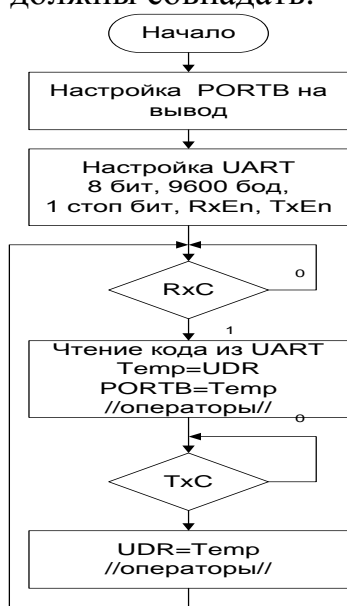 должны совпадать.
Начало
Настройка PORTB на
вывод
Настройка UART
8 бит, 9600 бод,
1 стоп бит, RxEn, TxEn
0
RxC
1
Чтение кода из UART
Temp=UDR
PORTB=Temp
//операторы//
0
TxC
UDR=Temp
//операторы//